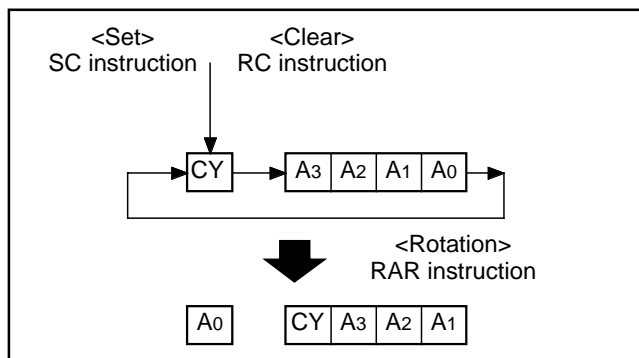 <Set> <Clear>
SC instruction RC instruction
CY A3 A2 A1 A0
<Rotation>
RAR instruction
A0 CY A3 A2 A1